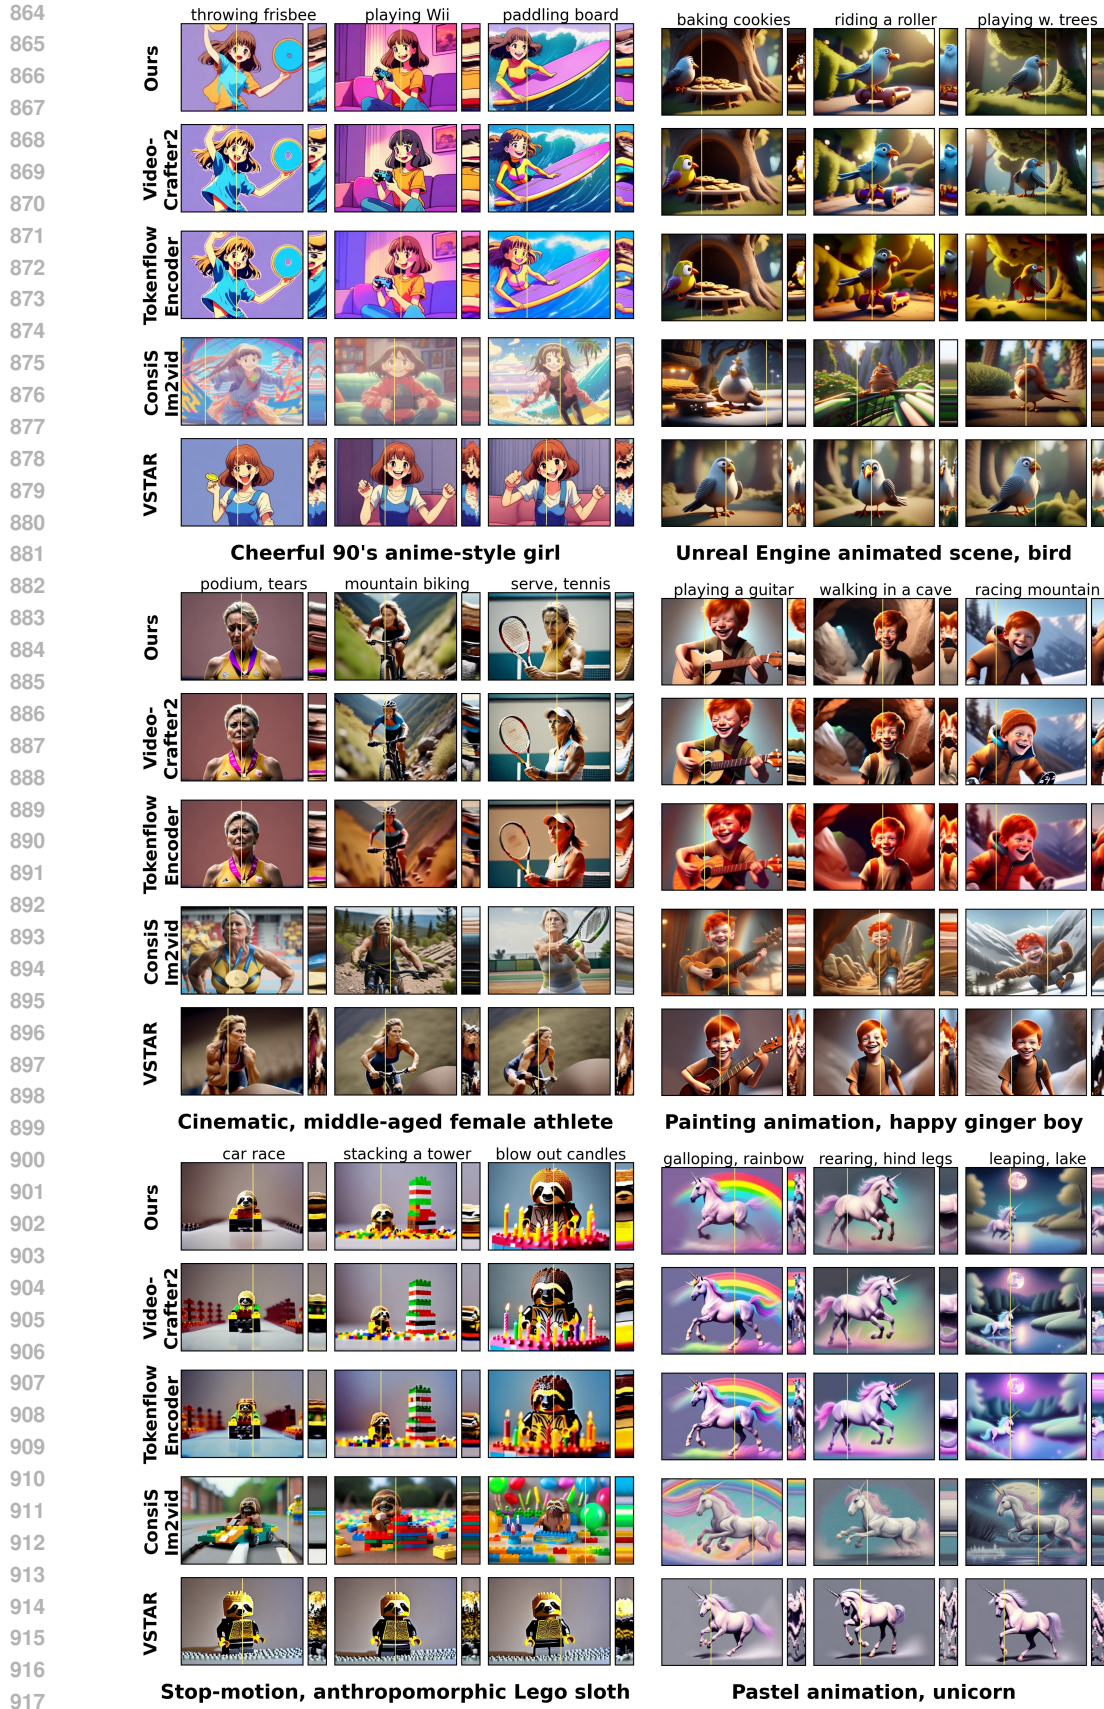 864
865
866
867
868
869
870
871
872
873
874
875
876
877
878
879
880
881
882
883
884
885
886
887
888
889
890
891
892
893
894
895
896
897
898
899
900
901
902
903
904
905
906
907
908
909
910
911
912
913
914
915
916
917
throwing frisbee playing Wii paddling board
Ours
Video-
Crafter2
Tokenflow
Encoder
ConsiS
Im2vid
VSTAR
Cheerful 90's anime-style girl
baking cookies riding a roller playing w. trees
Unreal Engine animated scene, bird
podium, tears mountain biking serve, tennis
Ours
Video-
Crafter2
Tokenflow
Encoder
ConsiS
Im2vid
VSTAR
Cinematic, middle-aged female athlete
playing a guitar walking in a cave racing mountain
Painting animation, happy ginger boy
car race stacking a tower blow out candles
Ours
Video-
Crafter2
Tokenflow
Encoder
ConsiS
Im2vid
VSTAR
Stop-motion, anthropomorphic Lego sloth
galloping, rainbow rearing, hind legs leaping, lake
Pastel animation, unicorn